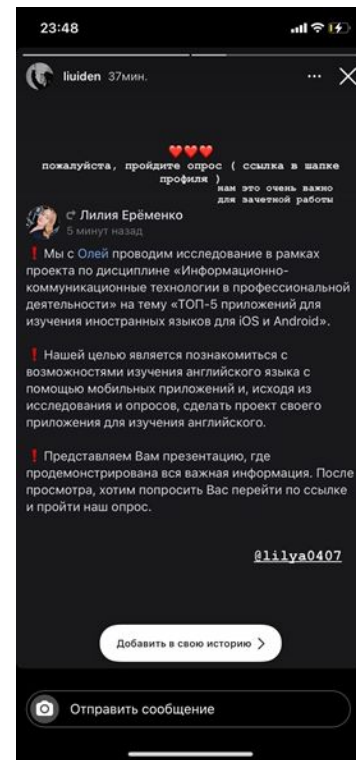 23:48
liuiden 37мин.
пожалуйста, пройдите опрос ( ссылка в шапке
профиля )
нам это очень важно
для зачетной работы
Лилия Ерёменко
5 минут назад
❗ Мы с Олей проводим исследование в рамках
проекта по дисциплине «Информационно-
коммуникационные технологии в профессиональной
деятельности» на тему «ТОП-5 приложений для
изучения иностранных языков для iOS и Android».
❗ Нашей целью является познакомиться с
возможностями изучения английского языка с
помощью мобильных приложений и, исходя из
исследования и опросов, сделать проект своего
приложения для изучения английского.
❗ Представляем Вам презентацию, где
продемонстрирована вся важная информация. После
просмотра, хотим попросить Вас перейти по ссылке
и пройти наш опрос.
@lilya0407
Добавить в свою историю >
Отправить сообщение